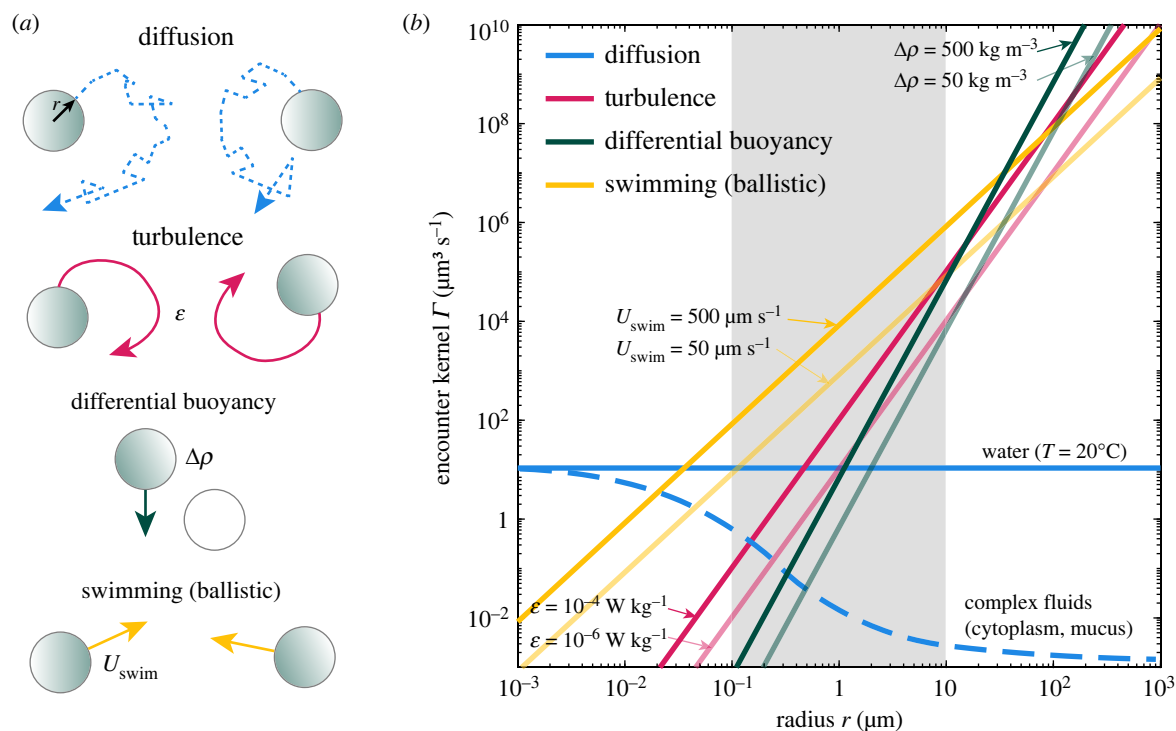 (a)
diffusion
r
turbulence
ε
differential buoyancy
Δρ
swimming (ballistic)
U_swim
(b)
10¹⁰
10⁸
10⁶
10⁴
10²
1
10⁻²
encounter kernel Γ (µm³ s⁻¹)
diffusion
turbulence
differential buoyancy
swimming (ballistic)
Δρ = 500 kg m⁻³
Δρ = 50 kg m⁻³
U_swim = 500 µm s⁻¹
U_swim = 50 µm s⁻¹
water (T = 20°C)
ε = 10⁻⁴ W kg⁻¹
ε = 10⁻⁶ W kg⁻¹
complex fluids
(cytoplasm, mucus)
10⁻³ 10⁻² 10⁻¹ 1 10 10² 10³
radius r (µm)